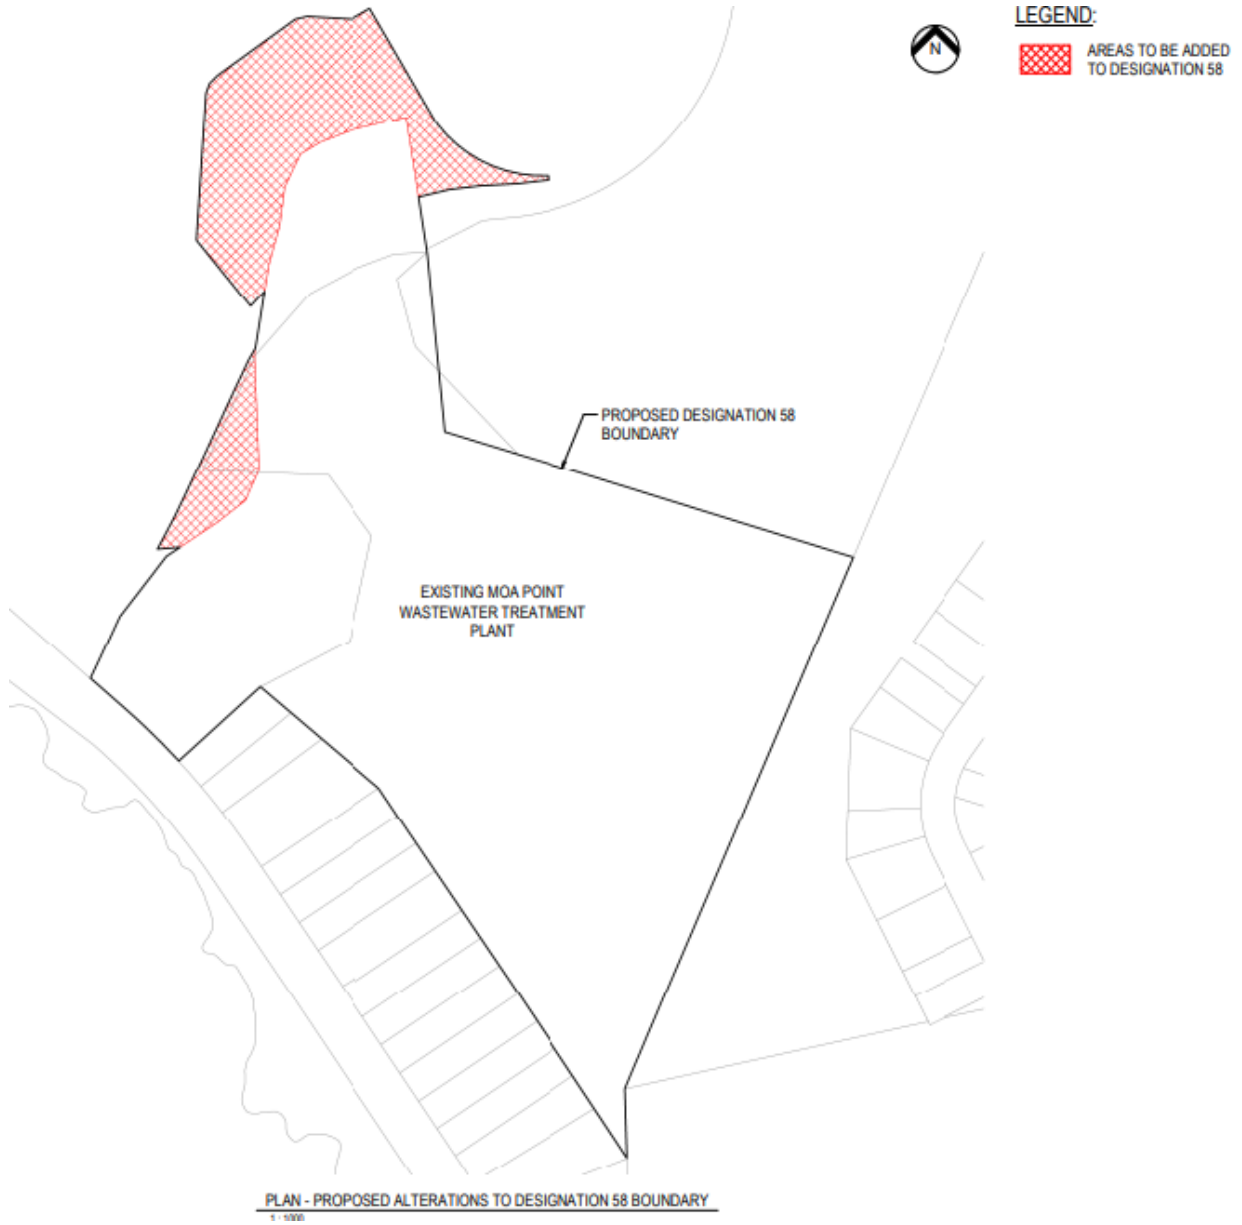 LEGEND:
N
AREAS TO BE ADDED
TO DESIGNATION 58
PROPOSED DESIGNATION 58
BOUNDARY
EXISTING MOA POINT
WASTEWATER TREATMENT
PLANT
PLAN - PROPOSED ALTERATIONS TO DESIGNATION 58 BOUNDARY
1 : 1000